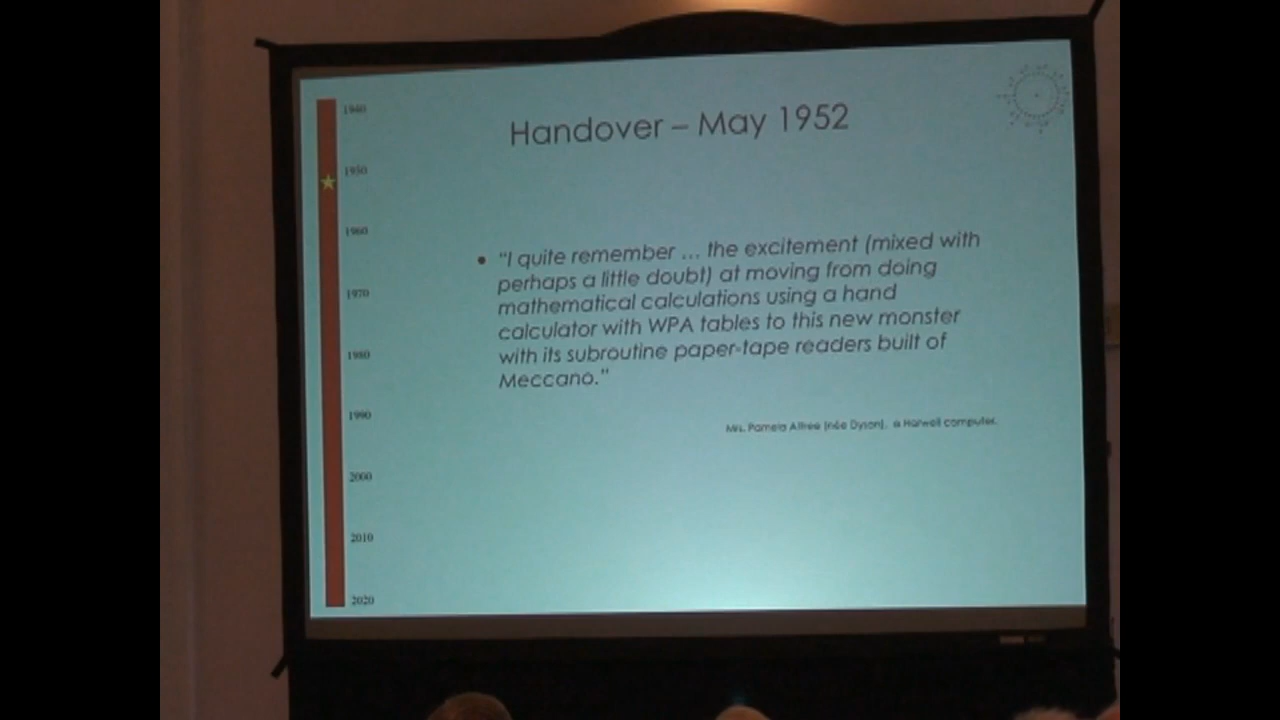 Handover – May 1952
1940
1950
1960
1970
1980
1990
2000
2010
2020
• "I quite remember … the excitement (mixed with
perhaps a little doubt) at moving from doing
mathematical calculations using a hand
calculator with WPA tables to this new monster
with its subroutine paper-tape readers built of
Meccano."
Mrs. Pamela Attree (née Dyson), a Harwell computer.